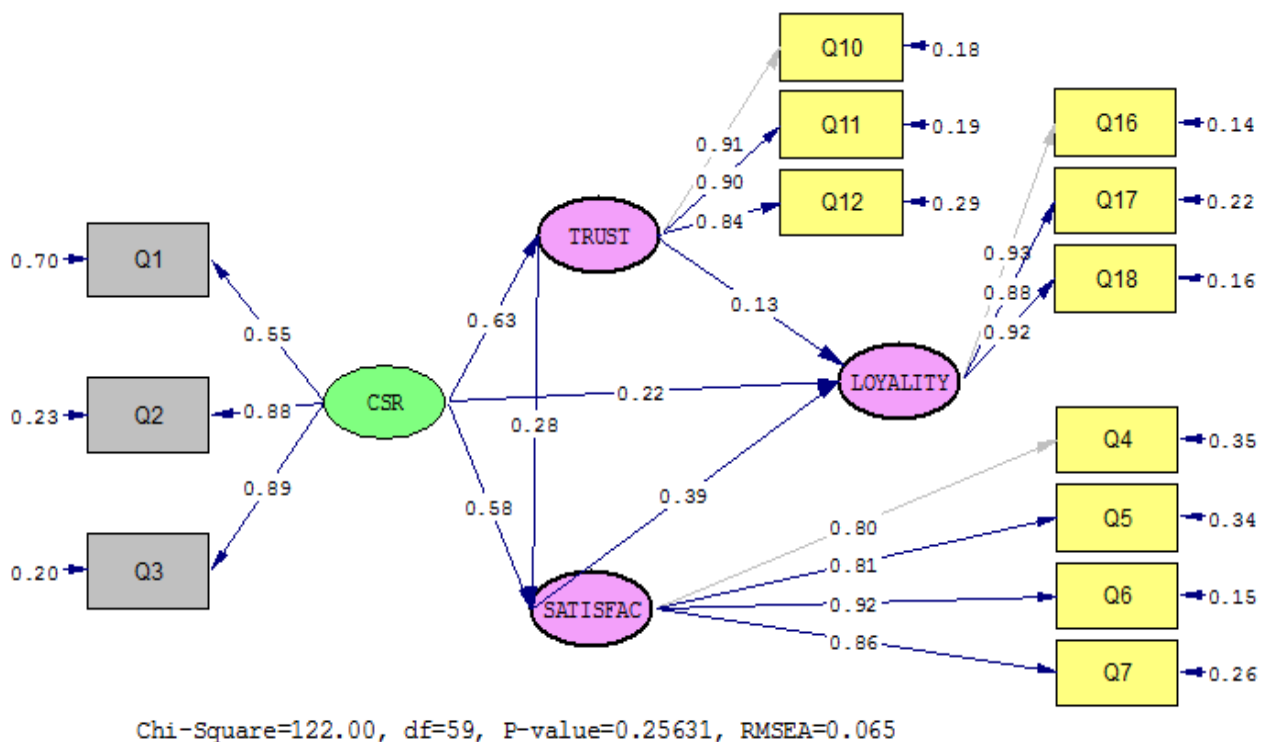 Q10
0.18
Q11
0.19
Q12
0.29
0.91
0.90
0.84
Q16
0.14
Q17
0.22
Q18
0.16
0.93
0.88
0.92
TRUST
0.70
Q1
0.55
0.63
0.13
0.23
Q2
0.88
CSR
0.22
LOYALITY
0.28
0.20
Q3
0.89
0.58
0.39
SATISFAC
0.80
0.81
0.92
0.86
Q4
0.35
Q5
0.34
Q6
0.15
Q7
0.26
Chi-Square=122.00, df=59, P-value=0.25631, RMSEA=0.065